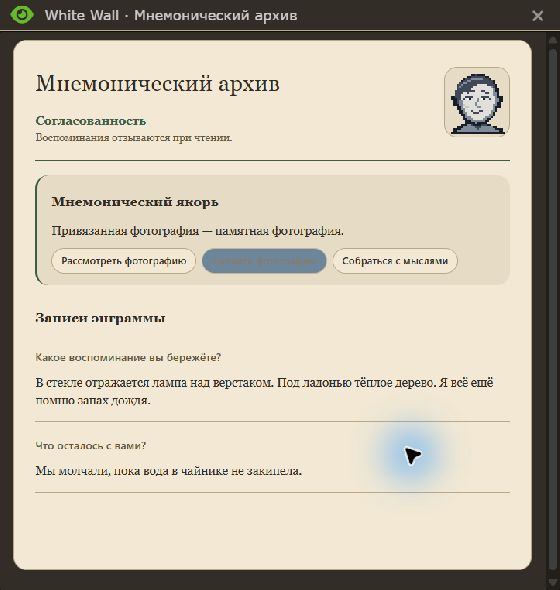 White Wall · Мнемонический архив
Мнемонический архив
Согласованность
Воспоминания отзываются при чтении.
Мнемонический якорь
Привязанная фотография — памятная фотография.
Рассмотреть фотографию
фотографию
Собраться с мыслями
Записи энграммы
Какое воспоминание вы бережёте?
В стекле отражается лампа над верстаком. Под ладонью тёплое дерево. Я всё ещё
помню запах дождя.
Что осталось с вами?
Мы молчали, пока вода в чайнике не закипела.